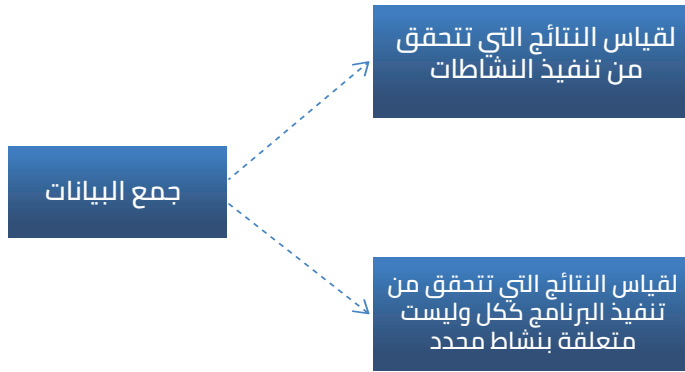 لقياس النتائج التي تتحقق
من تنفيذ النشاطات
جمع البيانات
لقياس النتائج التي تتحقق من
تنفيذ البرنامج ككل وليست
متعلقة بنشاط محدد